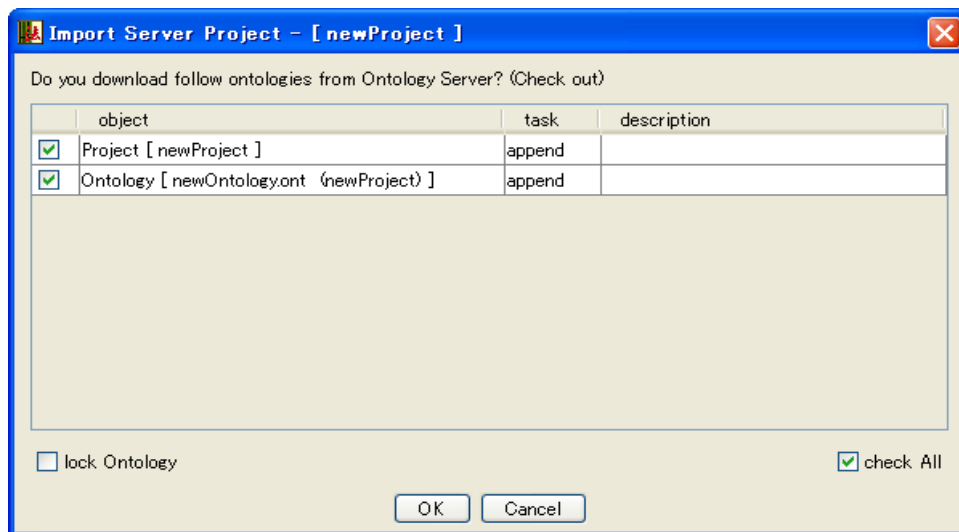 Import Server Project - [ newProject ]
Do you download follow ontologies from Ontology Server? (Check out)
object task description
Project [ newProject ] append
Ontology [ newOntology.ont (newProject) ] append
lock Ontology check All
OK Cancel